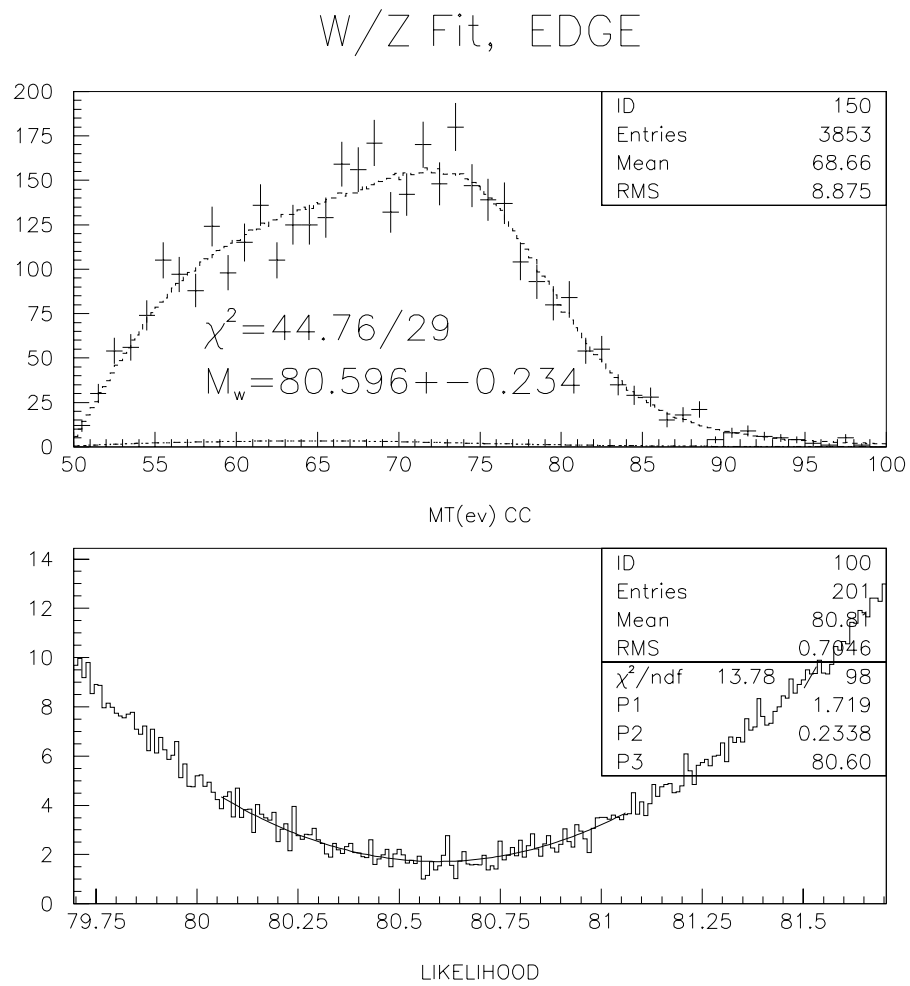 W/Z Fit, EDGE
200
175
150
125
100
75
50
25
0
ID 150
Entries 3853
Mean 68.66
RMS 8.875
χ²=44.76/29
M_w=80.596+−0.234
50 55 60 65 70 75 80 85 90 95 100
MT(ev) CC
14
12
10
8
6
4
2
0
ID 100
Entries 201
Mean 80.81
RMS 0.7046
χ²/ndf 13.78 98
P1 1.719
P2 0.2338
P3 80.60
79.75 80 80.25 80.5 80.75 81 81.25 81.5
LIKELIHOOD